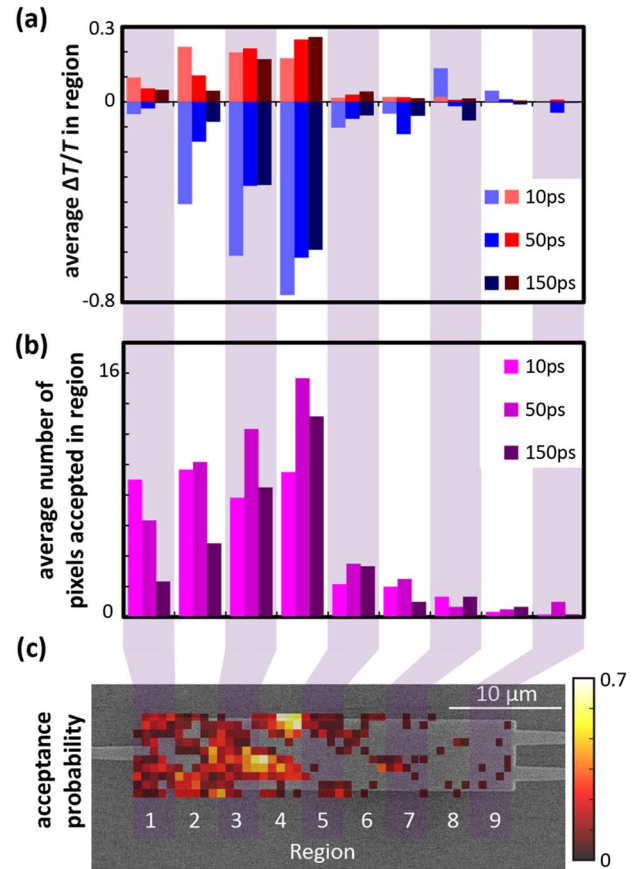 (a)
0.3
0
-0.8
average ΔT/T in region
10ps
50ps
150ps
(b)
16
0
average number of
pixels accepted in region
10ps
50ps
150ps
(c)
acceptance
probability
10 μm
0.7
0
1 2 3 4 5 6 7 8 9
Region